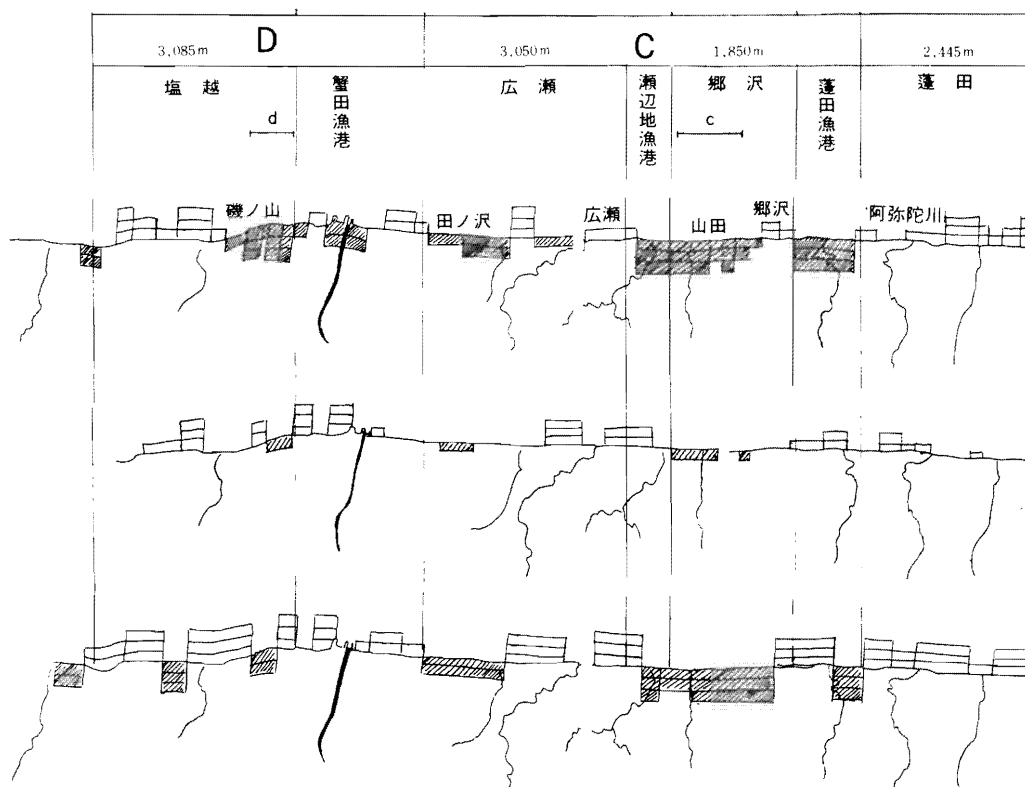 D
C
3,085m
3,050m
1,850m
2,445m
塩越
蟹田漁港
広瀬
瀬辺地漁港
郷沢
蓬田漁港
蓬田
d
c
磯ノ山
田ノ沢
広瀬
山田
郷沢
阿弥陀川